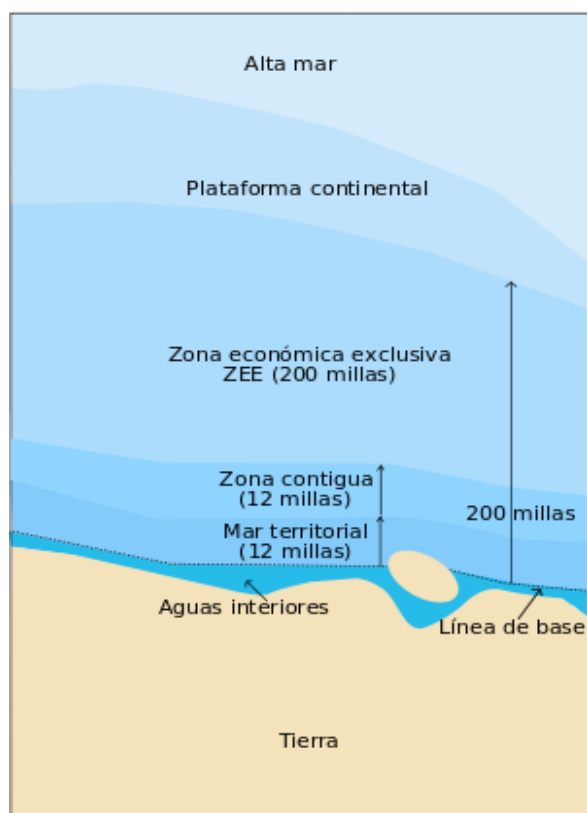 Alta mar
Plataforma continental
Zona económica exclusiva
ZEE (200 millas)
Zona contigua
(12 millas)
200 millas
Mar territorial
(12 millas)
Aguas interiores
Línea de base
Tierra